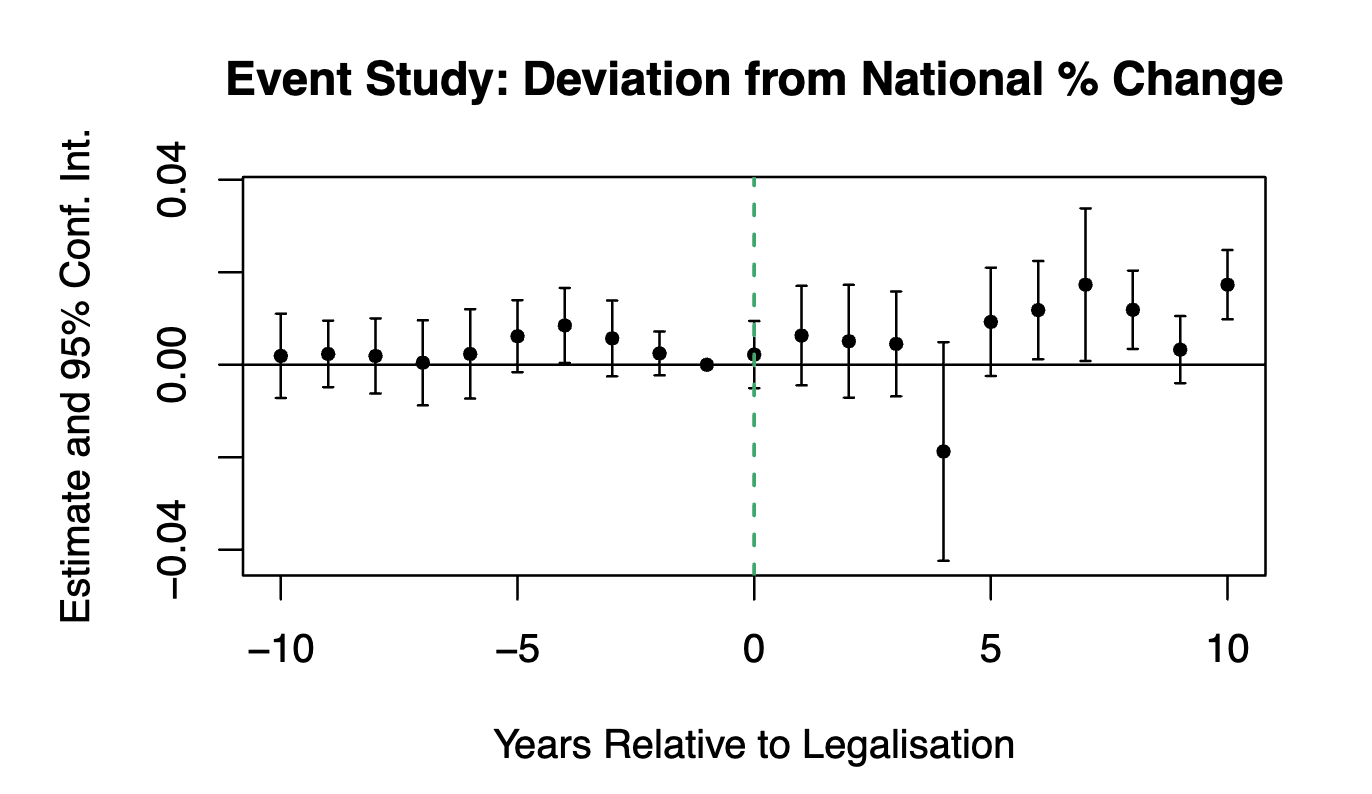 Event Study: Deviation from National % Change
Estimate and 95% Conf. Int.
0.04
0.00
−0.04
−10 −5 0 5 10
Years Relative to Legalisation